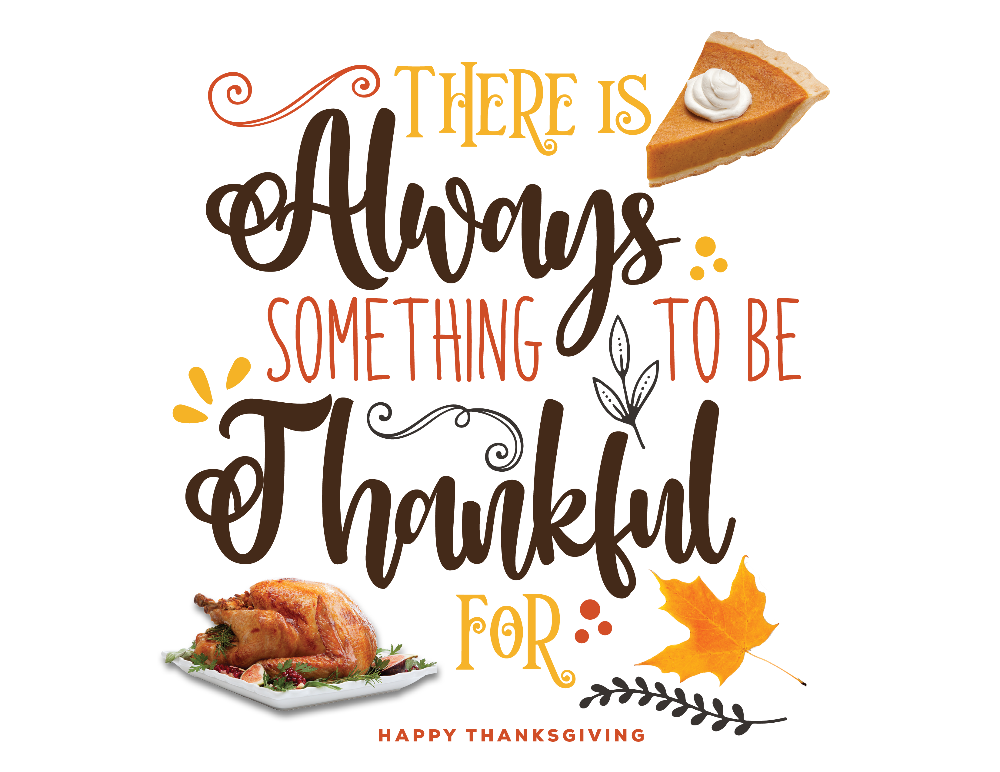 THERE IS
Always
SOMETHING TO BE
Thankful
FOR
HAPPY THANKSGIVING